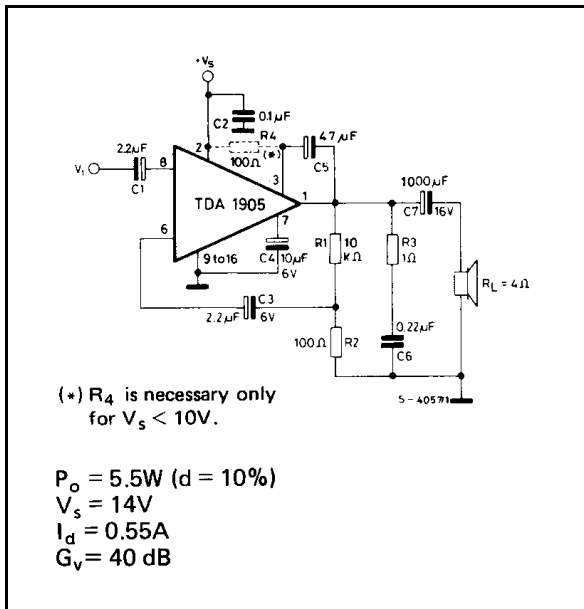 +Vs
C2
0.1µF
R4
(*)
100Ω
47µF
C5
2.2µF
C1
V1
8
2
3
1
TDA 1905
6
7
9 to 16
C4
10µF
6V
C3
2.2µF
6V
R1
10
KΩ
100Ω
R2
R3
1Ω
0.22µF
C6
1000µF
C7
16V
RL = 4Ω
S-4057/1
(*) R4 is necessary only
for Vs < 10V.
Po = 5.5W (d = 10%)
Vs = 14V
Id = 0.55A
Gv = 40 dB